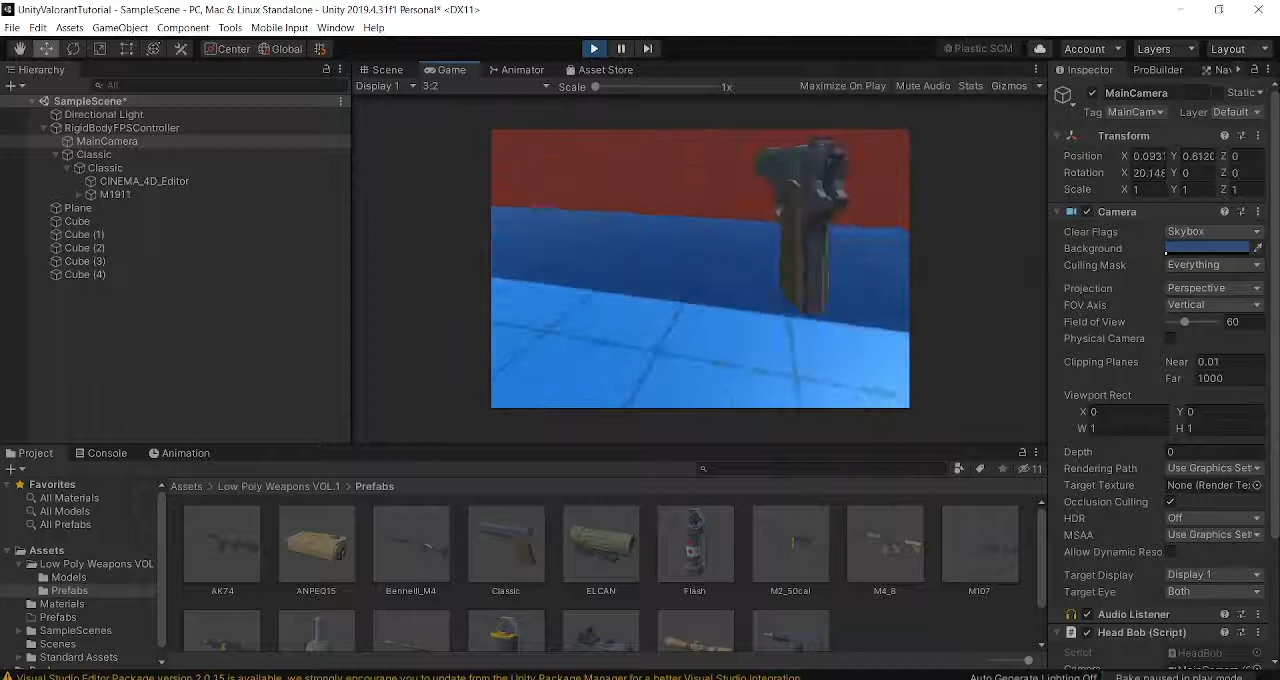 UnityValorantTutorial - SampleScene - PC, Mac & Linux Standalone - Unity 2019.4.31f1 Personal* <DX11>
File Edit Assets GameObject Component Tools Mobile Input Window Help
Center Global Plastic SCM Account Layers Layout
Hierarchy
All
SampleScene*
Directional Light
RigidBodyFPSController
MainCamera
Classic
Classic
CINEMA_4D_Editor
M1911
Plane
Cube
Cube (1)
Cube (2)
Cube (3)
Cube (4)
Scene Game Animator Asset Store
Display 1 3:2 Scale 1x Maximize On Play Mute Audio Stats Gizmos
Inspector ProBuilder Nav
MainCamera Static
Tag MainCam Layer Default
Transform
Position X 0.0937 Y 0.6120 Z 0
Rotation X 20.148 Y 0 Z 0
Scale X 1 Y 1 Z 1
Camera
Clear Flags Skybox
Background
Culling Mask Everything
Projection Perspective
FOV Axis Vertical
Field of View 60
Physical Camera
Clipping Planes Near 0.01
Far 1000
Viewport Rect
X 0 Y 0
W 1 H 1
Depth 0
Rendering Path Use Graphics Set
Target Texture None (Render Te:
Occlusion Culling
HDR Off
MSAA Use Graphics Set
Allow Dynamic Reso
Target Display Display 1
Target Eye Both
Audio Listener
Head Bob (Script)
Script HeadBob
Project Console Animation
11
Favorites
All Materials
All Models
All Prefabs
Assets
Low Poly Weapons VOL
Models
Prefabs
Materials
Prefabs
SampleScenes
Scenes
Standard Assets
Assets > Low Poly Weapons VOL.1 > Prefabs
AK74 ANPEQ15 Bennelli_M4 Classic ELCAN Flash M2_50cal M4_8 M107
Visual Studio Editor Package version 2.0.15 is available, we strongly encourage you to update from the Unity Package Manager for a better Visual Studio Integration
Auto Generate Lighting Off Bake paused in play mode